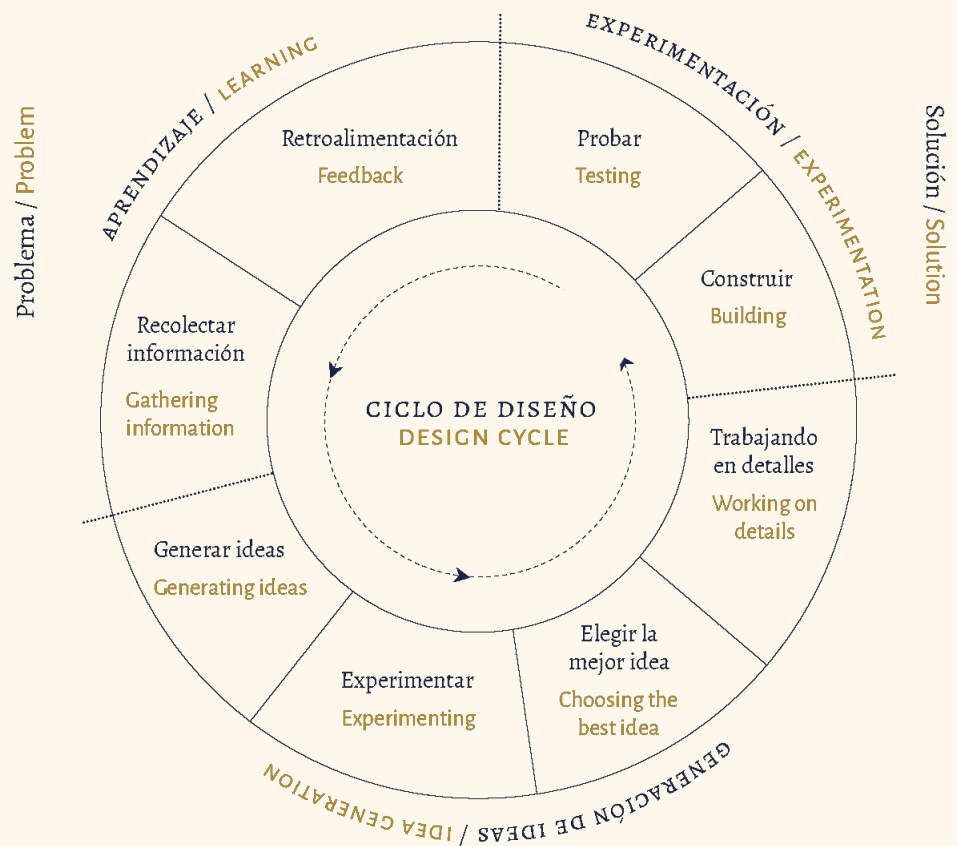 EXPERIMENTACIÓN / EXPERIMENTATION
APRENDIZAJE / LEARNING
Problema / Problem
Solución / Solution
Retroalimentación
Feedback
Probar
Testing
Construir
Building
Recolectar
información
Gathering
information
CICLO DE DISEÑO
DESIGN CYCLE
Trabajando
en detalles
Working on
details
Generar ideas
Generating ideas
Experimentar
Experimenting
Elegir la
mejor idea
Choosing the
best idea
GENERACIÓN DE IDEAS / IDEA GENERATION